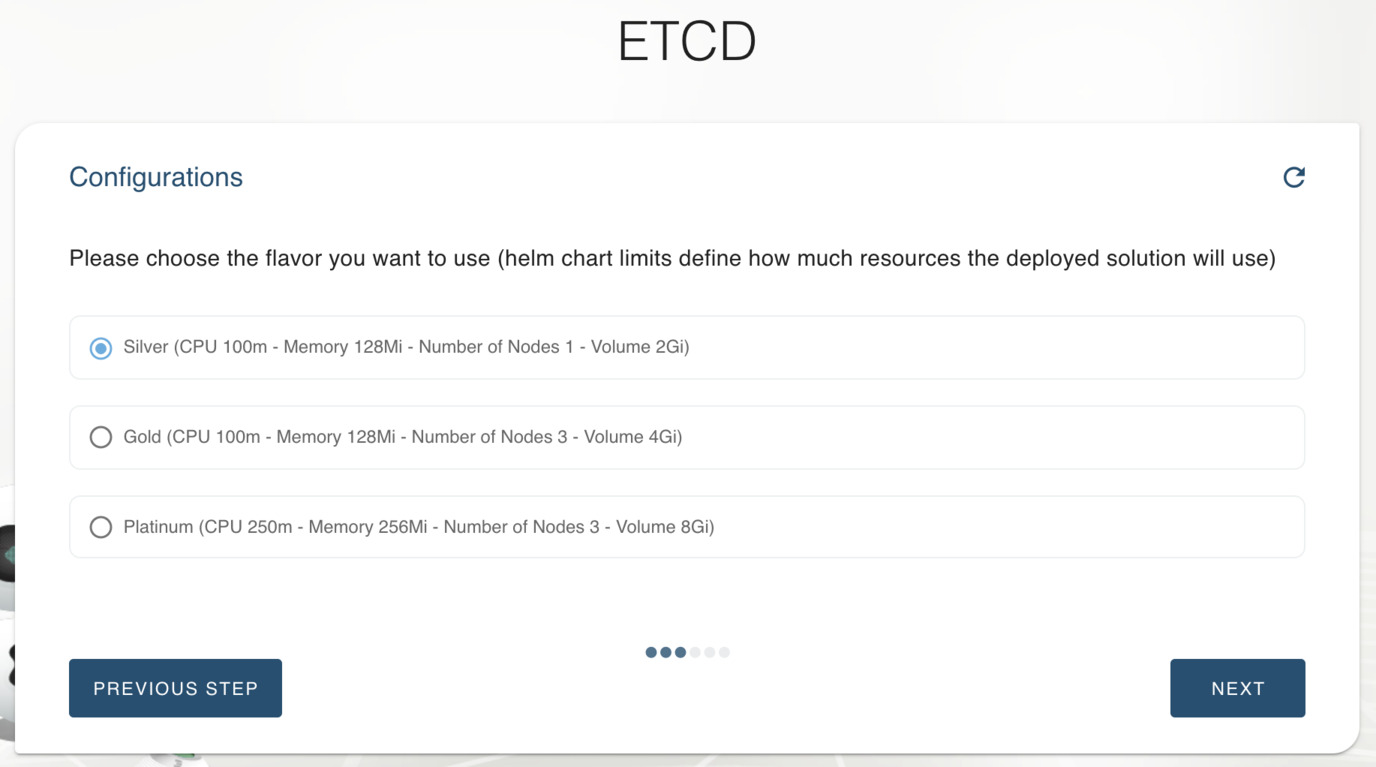 ETCD
Configurations
Please choose the flavor you want to use (helm chart limits define how much resources the deployed solution will use)
Silver (CPU 100m - Memory 128Mi - Number of Nodes 1 - Volume 2Gi)
Gold (CPU 100m - Memory 128Mi - Number of Nodes 3 - Volume 4Gi)
Platinum (CPU 250m - Memory 256Mi - Number of Nodes 3 - Volume 8Gi)
PREVIOUS STEP
NEXT